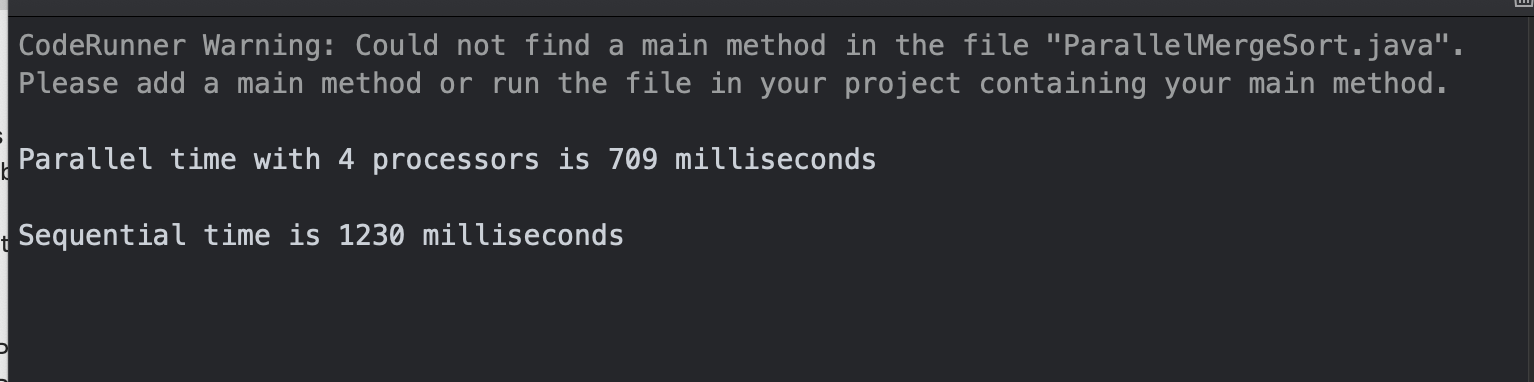 CodeRunner Warning: Could not find a main method in the file "ParallelMergeSort.java".
Please add a main method or run the file in your project containing your main method.
Parallel time with 4 processors is 709 milliseconds
Sequential time is 1230 milliseconds